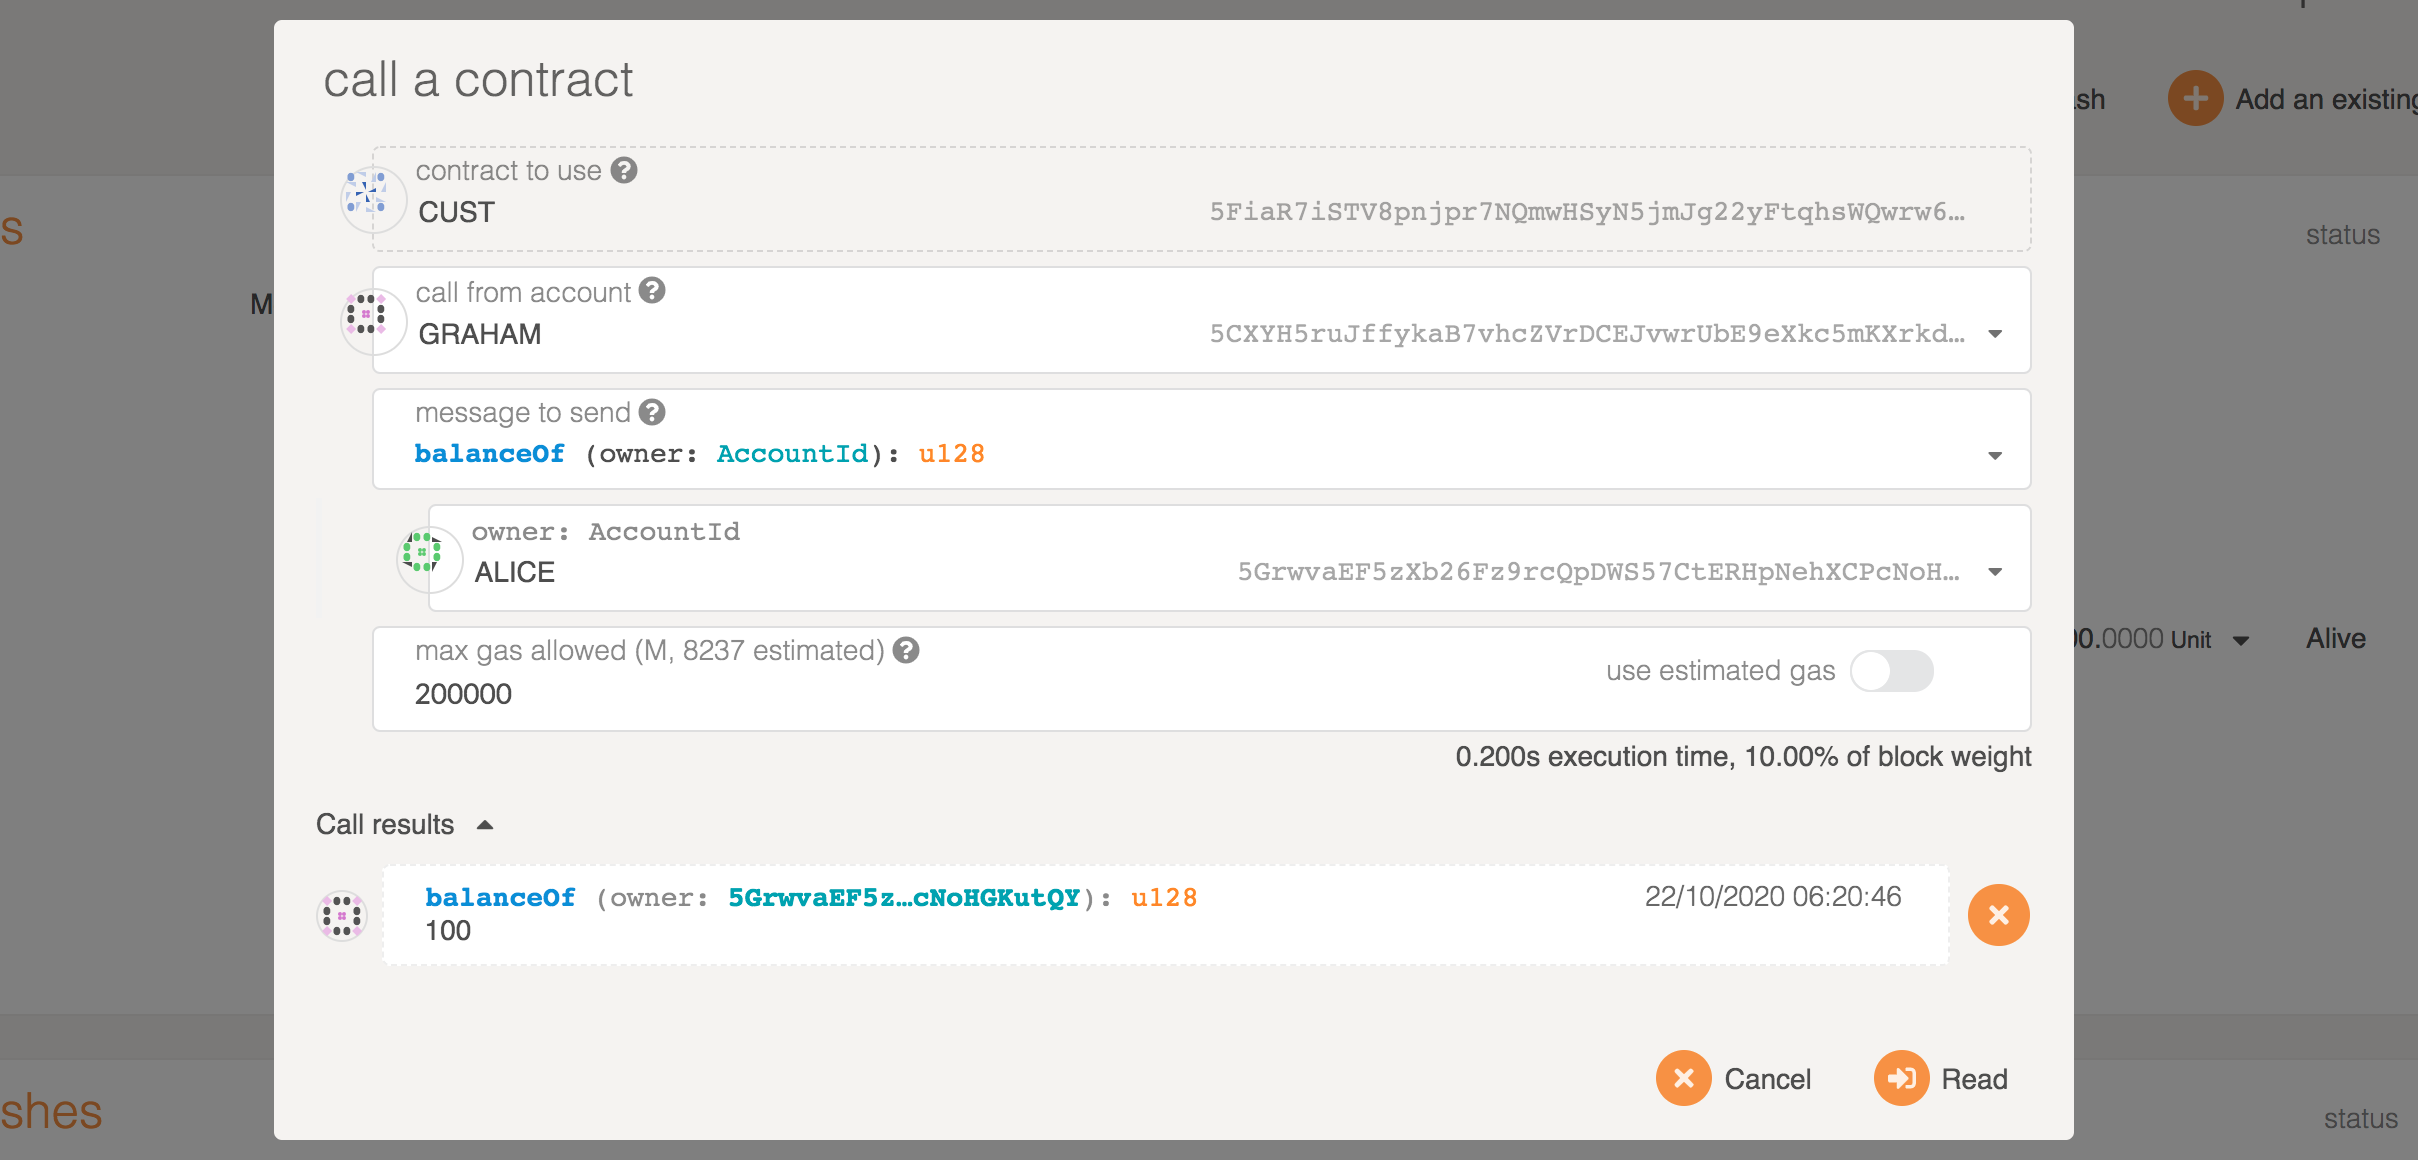 call a contract
sh
Add an existing
contract to use
CUST 5FiaR7iSTV8pnjpr7NQmwHSyN5jmJg22yFtqhsWQwrw6…
s
status
call from account
M
GRAHAM 5CXYH5ruJffykaB7vhcZVrDCEJvwrUbE9eXkc5mKXrkd…
message to send
balanceOf (owner: AccountId): u128
owner: AccountId
ALICE 5GrwvaEF5zXb26Fz9rcQpDWS57CtERHpNehXCPcNoH…
max gas allowed (M, 8237 estimated)
200000
use estimated gas
00.0000 Unit
Alive
0.200s execution time, 10.00% of block weight
Call results
balanceOf (owner: 5GrwvaEF5z…cNoHGKutQY): u128
22/10/2020 06:20:46
100
Cancel
Read
shes
status